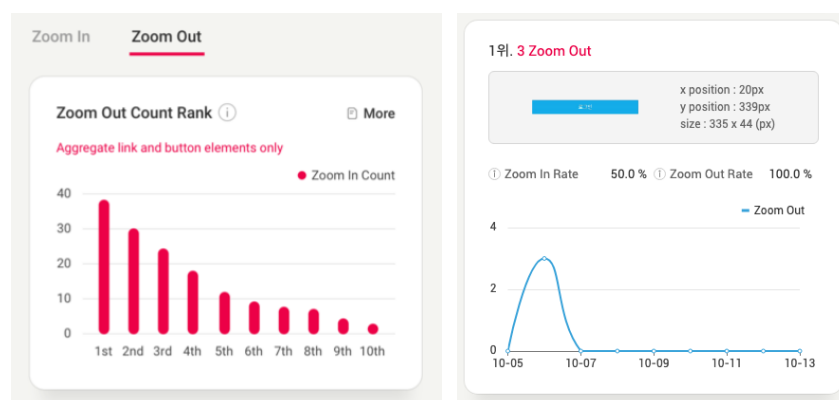 Zoom In Zoom Out
Zoom Out Count Rank ⓘ More
Aggregate link and button elements only
Zoom In Count
40
30
20
10
0
1st 2nd 3rd 4th 5th 6th 7th 8th 9th 10th
1위. 3 Zoom Out
x position : 20px
y position : 339px
size : 335 x 44 (px)
ⓘ Zoom In Rate 50.0 % ⓘ Zoom Out Rate 100.0 %
Zoom Out
4
2
0
10-05 10-07 10-09 10-11 10-13